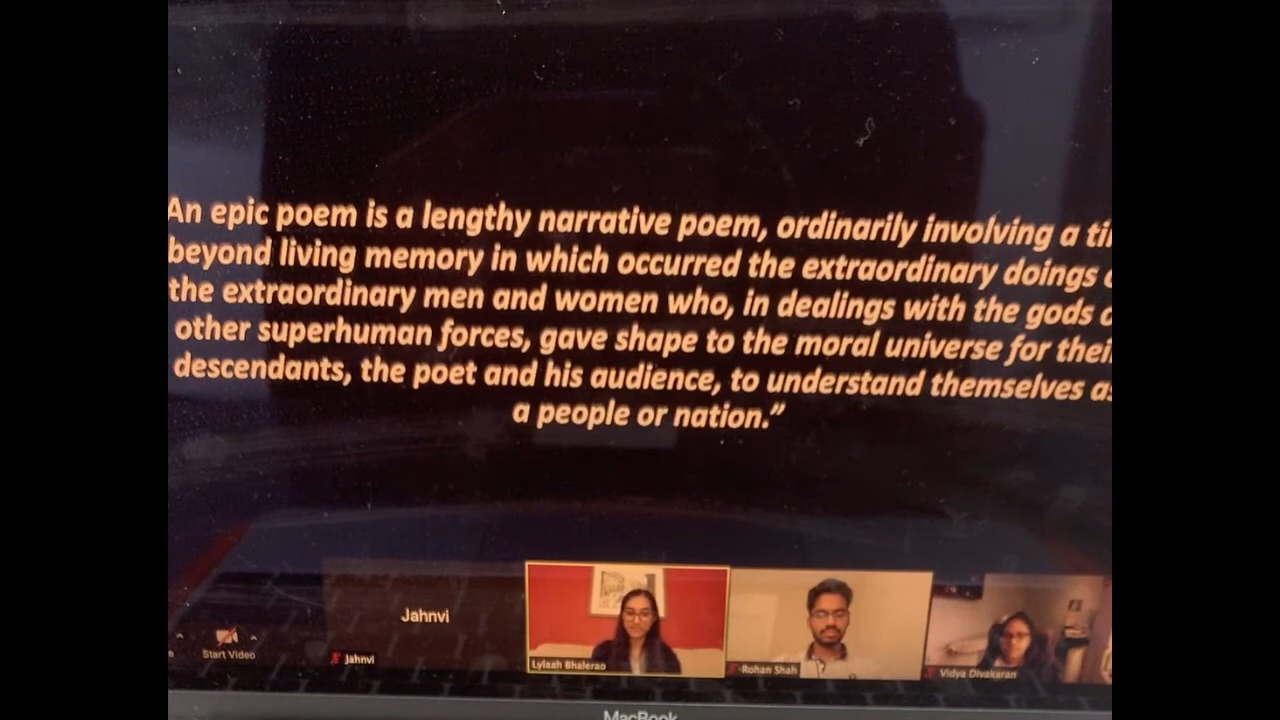 An epic poem is a lengthy narrative poem, ordinarily involving a
beyond living memory in which occurred the extraordinary doings
the extraordinary men and women who, in dealings with the gods
other superhuman forces, gave shape to the moral universe for
descendants, the poet and his audience, to understand themselves
a people or nation.”
Jahnvi
Start Video
Jahnvi
Lylaah Bhalerao
Rohan Shah
Vidya Divakaran
MacBook